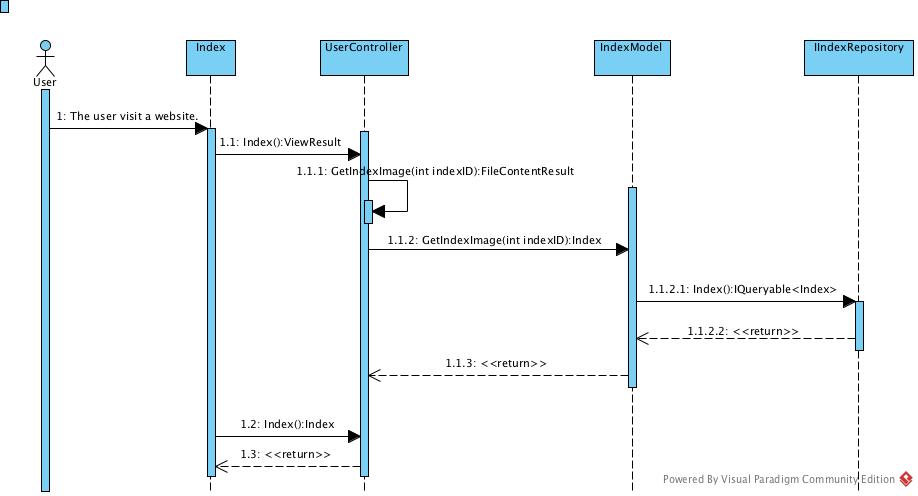 Index
UserController
IndexModel
IIndexRepository
User
1: The user visit a website.
1.1: Index():ViewResult
1.1.1: GetIndexImage(int indexID):FileContentResult
1.1.2: GetIndexImage(int indexID):Index
1.1.2.1: Index():IQueryable<Index>
1.1.2.2: <<return>>
1.1.3: <<return>>
1.2: Index():Index
1.3: <<return>>
Powered By Visual Paradigm Community Edition